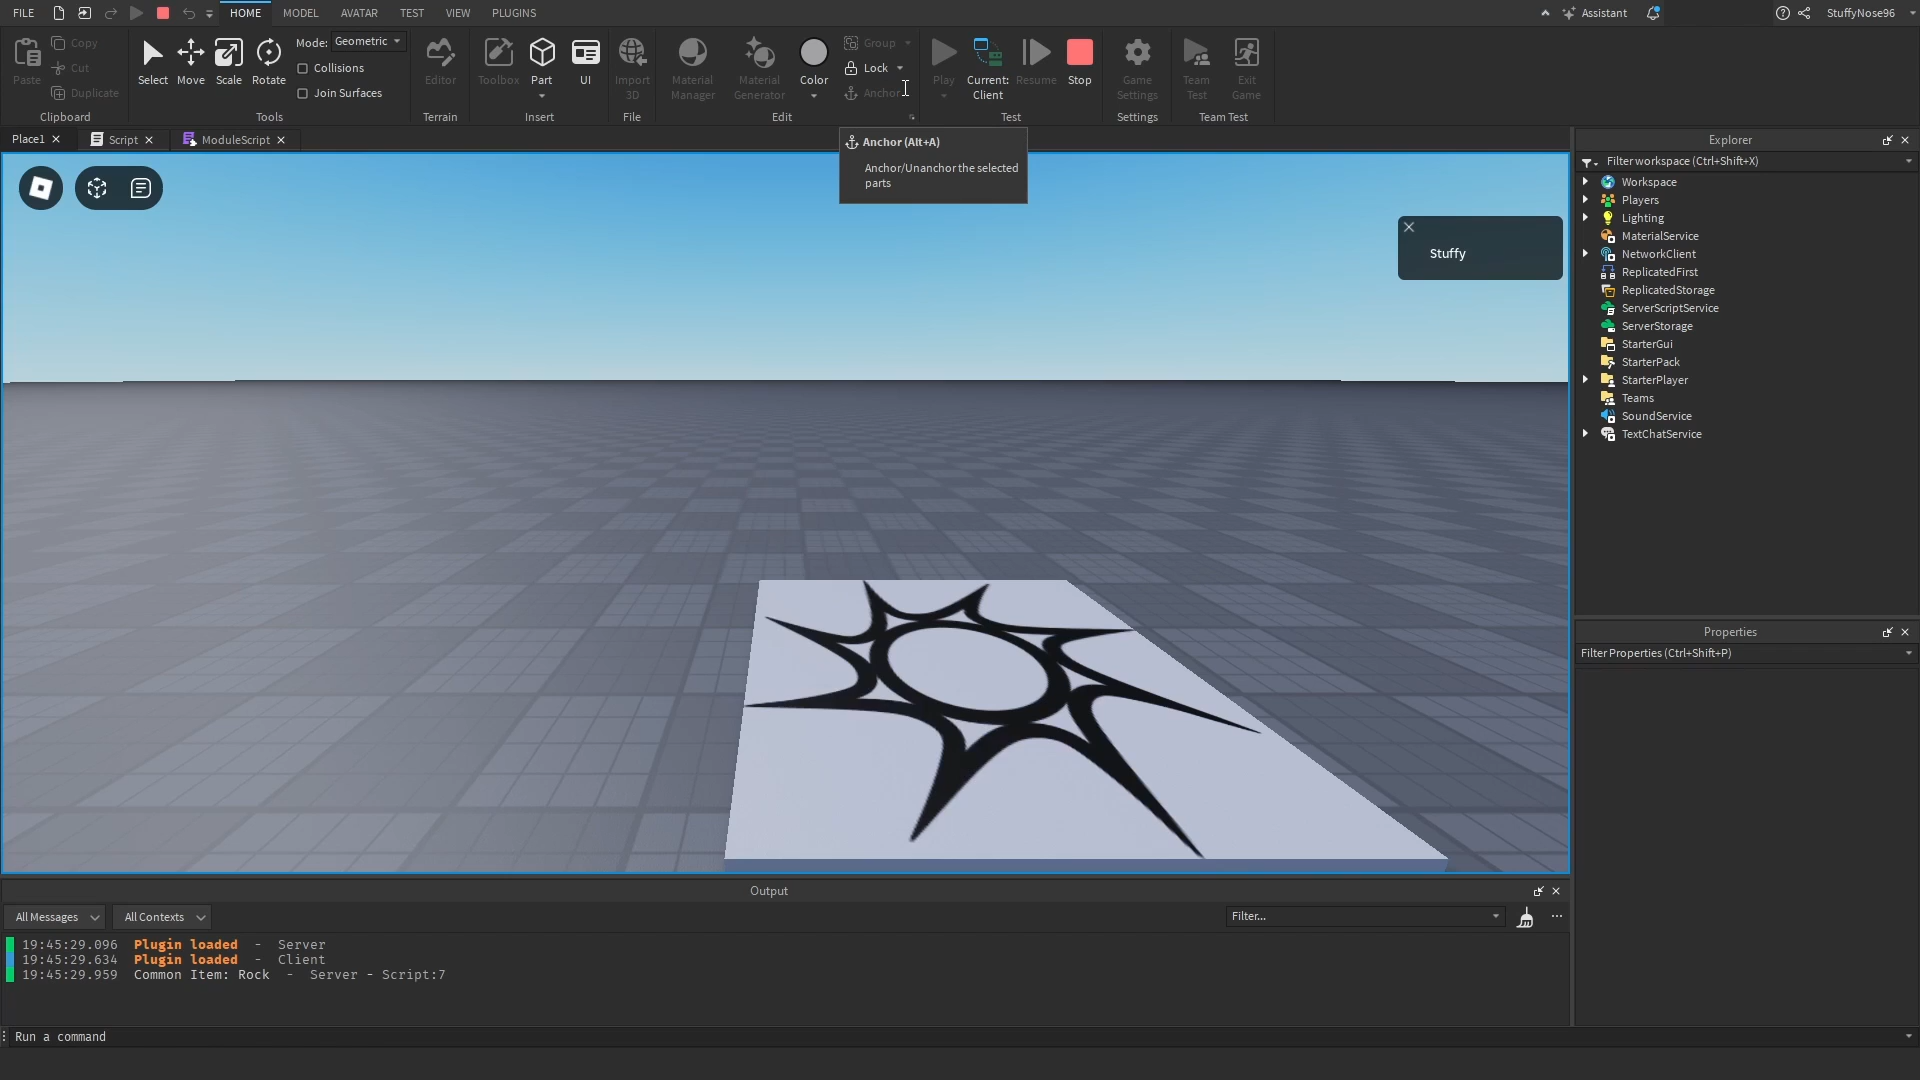 FILE
HOME
MODEL
AVATAR
TEST
VIEW
PLUGINS
Assistant
StuffyNose96
Paste
Copy
Cut
Duplicate
Clipboard
Select
Move
Scale
Rotate
Mode: Geometric
Collisions
Join Surfaces
Tools
Editor
Terrain
Toolbox
Part
UI
Insert
Import
3D
File
Material
Manager
Material
Generator
Color
Group
Lock
Anchor
Edit
Play
Current:
Client
Resume
Stop
Test
Game
Settings
Settings
Team
Test
Exit
Game
Team Test
Place1
Script
ModuleScript
Anchor (Alt+A)
Anchor/Unanchor the selected
parts
Stuffy
Explorer
Filter workspace (Ctrl+Shift+X)
Workspace
Players
Lighting
MaterialService
NetworkClient
ReplicatedFirst
ReplicatedStorage
ServerScriptService
ServerStorage
StarterGui
StarterPack
StarterPlayer
Teams
SoundService
TextChatService
Properties
Filter Properties (Ctrl+Shift+P)
Output
All Messages
All Contexts
Filter...
19:45:29.096 Plugin loaded - Server
19:45:29.634 Plugin loaded - Client
19:45:29.959 Common Item: Rock - Server - Script:7
Run a command